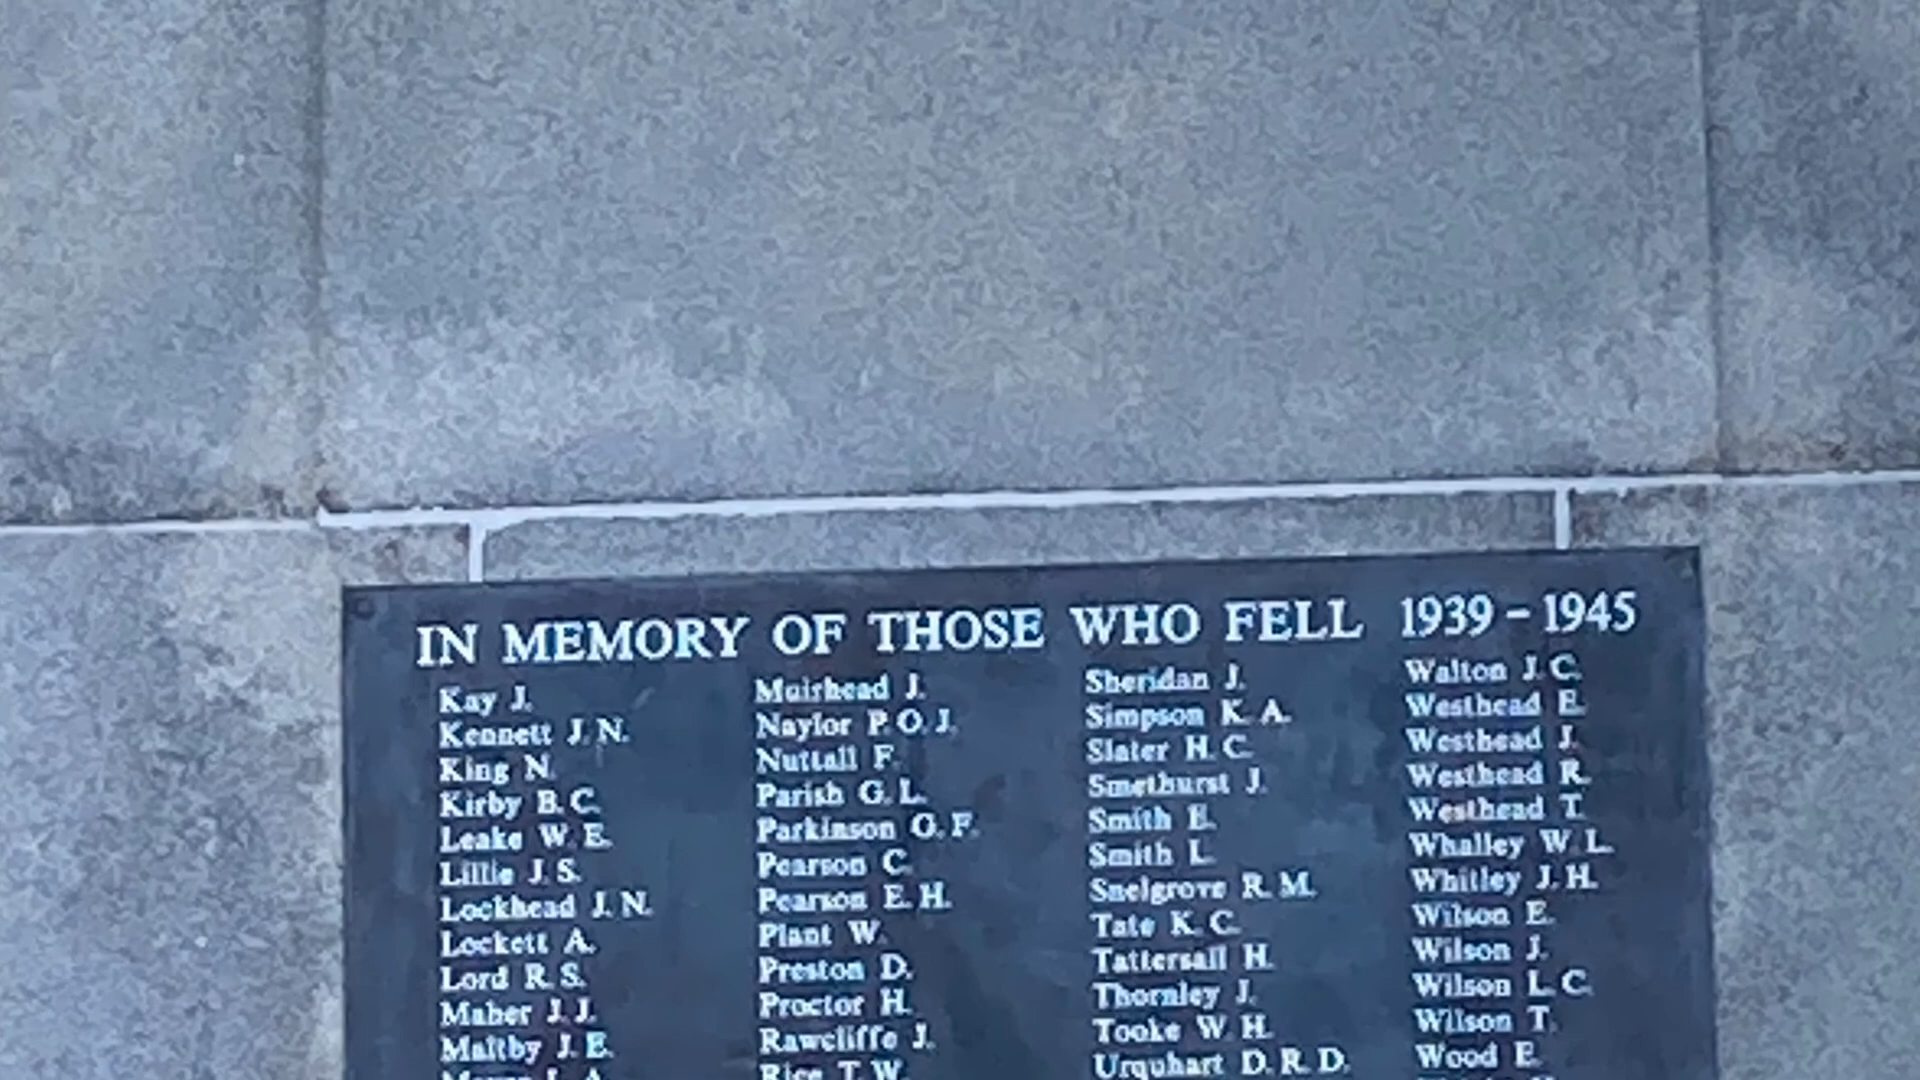 IN MEMORY OF THOSE WHO FELL 1939 - 1945
Kay J.
Kennett J. N.
King N.
Kirby B. C.
Leake W. E.
Lillie J. S.
Lockhead J. N.
Lockett A.
Lord R. S.
Maher J. J.
Maltby J. E.
Muirhead J.
Naylor P. O. J.
Nuttall F.
Parish G. L.
Parkinson G. F.
Pearson C.
Pearson E. H.
Plant W.
Preston D.
Proctor H.
Rawcliffe J.
Rice T. W.
Sheridan J.
Simpson K. A.
Slater H. C.
Smethurst J.
Smith E.
Smith L.
Snelgrove R. M.
Tate K. C.
Tattersall H.
Thornley J.
Tooke W. H.
Urquhart D. R. D.
Walton J. C.
Westhead E.
Westhead J.
Westhead R.
Westhead T.
Whalley W. L.
Whitley J. H.
Wilson E.
Wilson J.
Wilson L. C.
Wilson T.
Wood E.